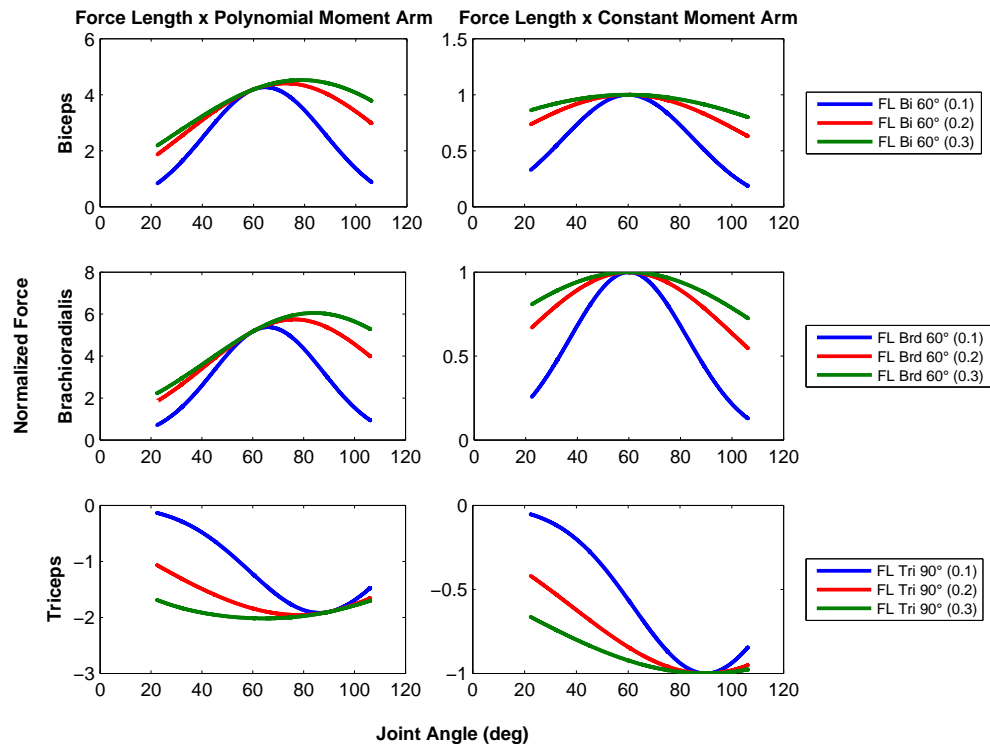 Force Length x Polynomial Moment Arm
Force Length x Constant Moment Arm
6
4
2
0
0 20 40 60 80 100 120
Biceps
1.5
1
0.5
0
0 20 40 60 80 100 120
FL Bi 60° (0.1)
FL Bi 60° (0.2)
FL Bi 60° (0.3)
Normalized Force
Brachioradialis
8
6
4
2
0
0 20 40 60 80 100 120
1
0.5
0
0 20 40 60 80 100 120
FL Brd 60° (0.1)
FL Brd 60° (0.2)
FL Brd 60° (0.3)
Triceps
0
−1
−2
−3
0 20 40 60 80 100 120
0
−0.5
−1
0 20 40 60 80 100 120
FL Tri 90° (0.1)
FL Tri 90° (0.2)
FL Tri 90° (0.3)
Joint Angle (deg)